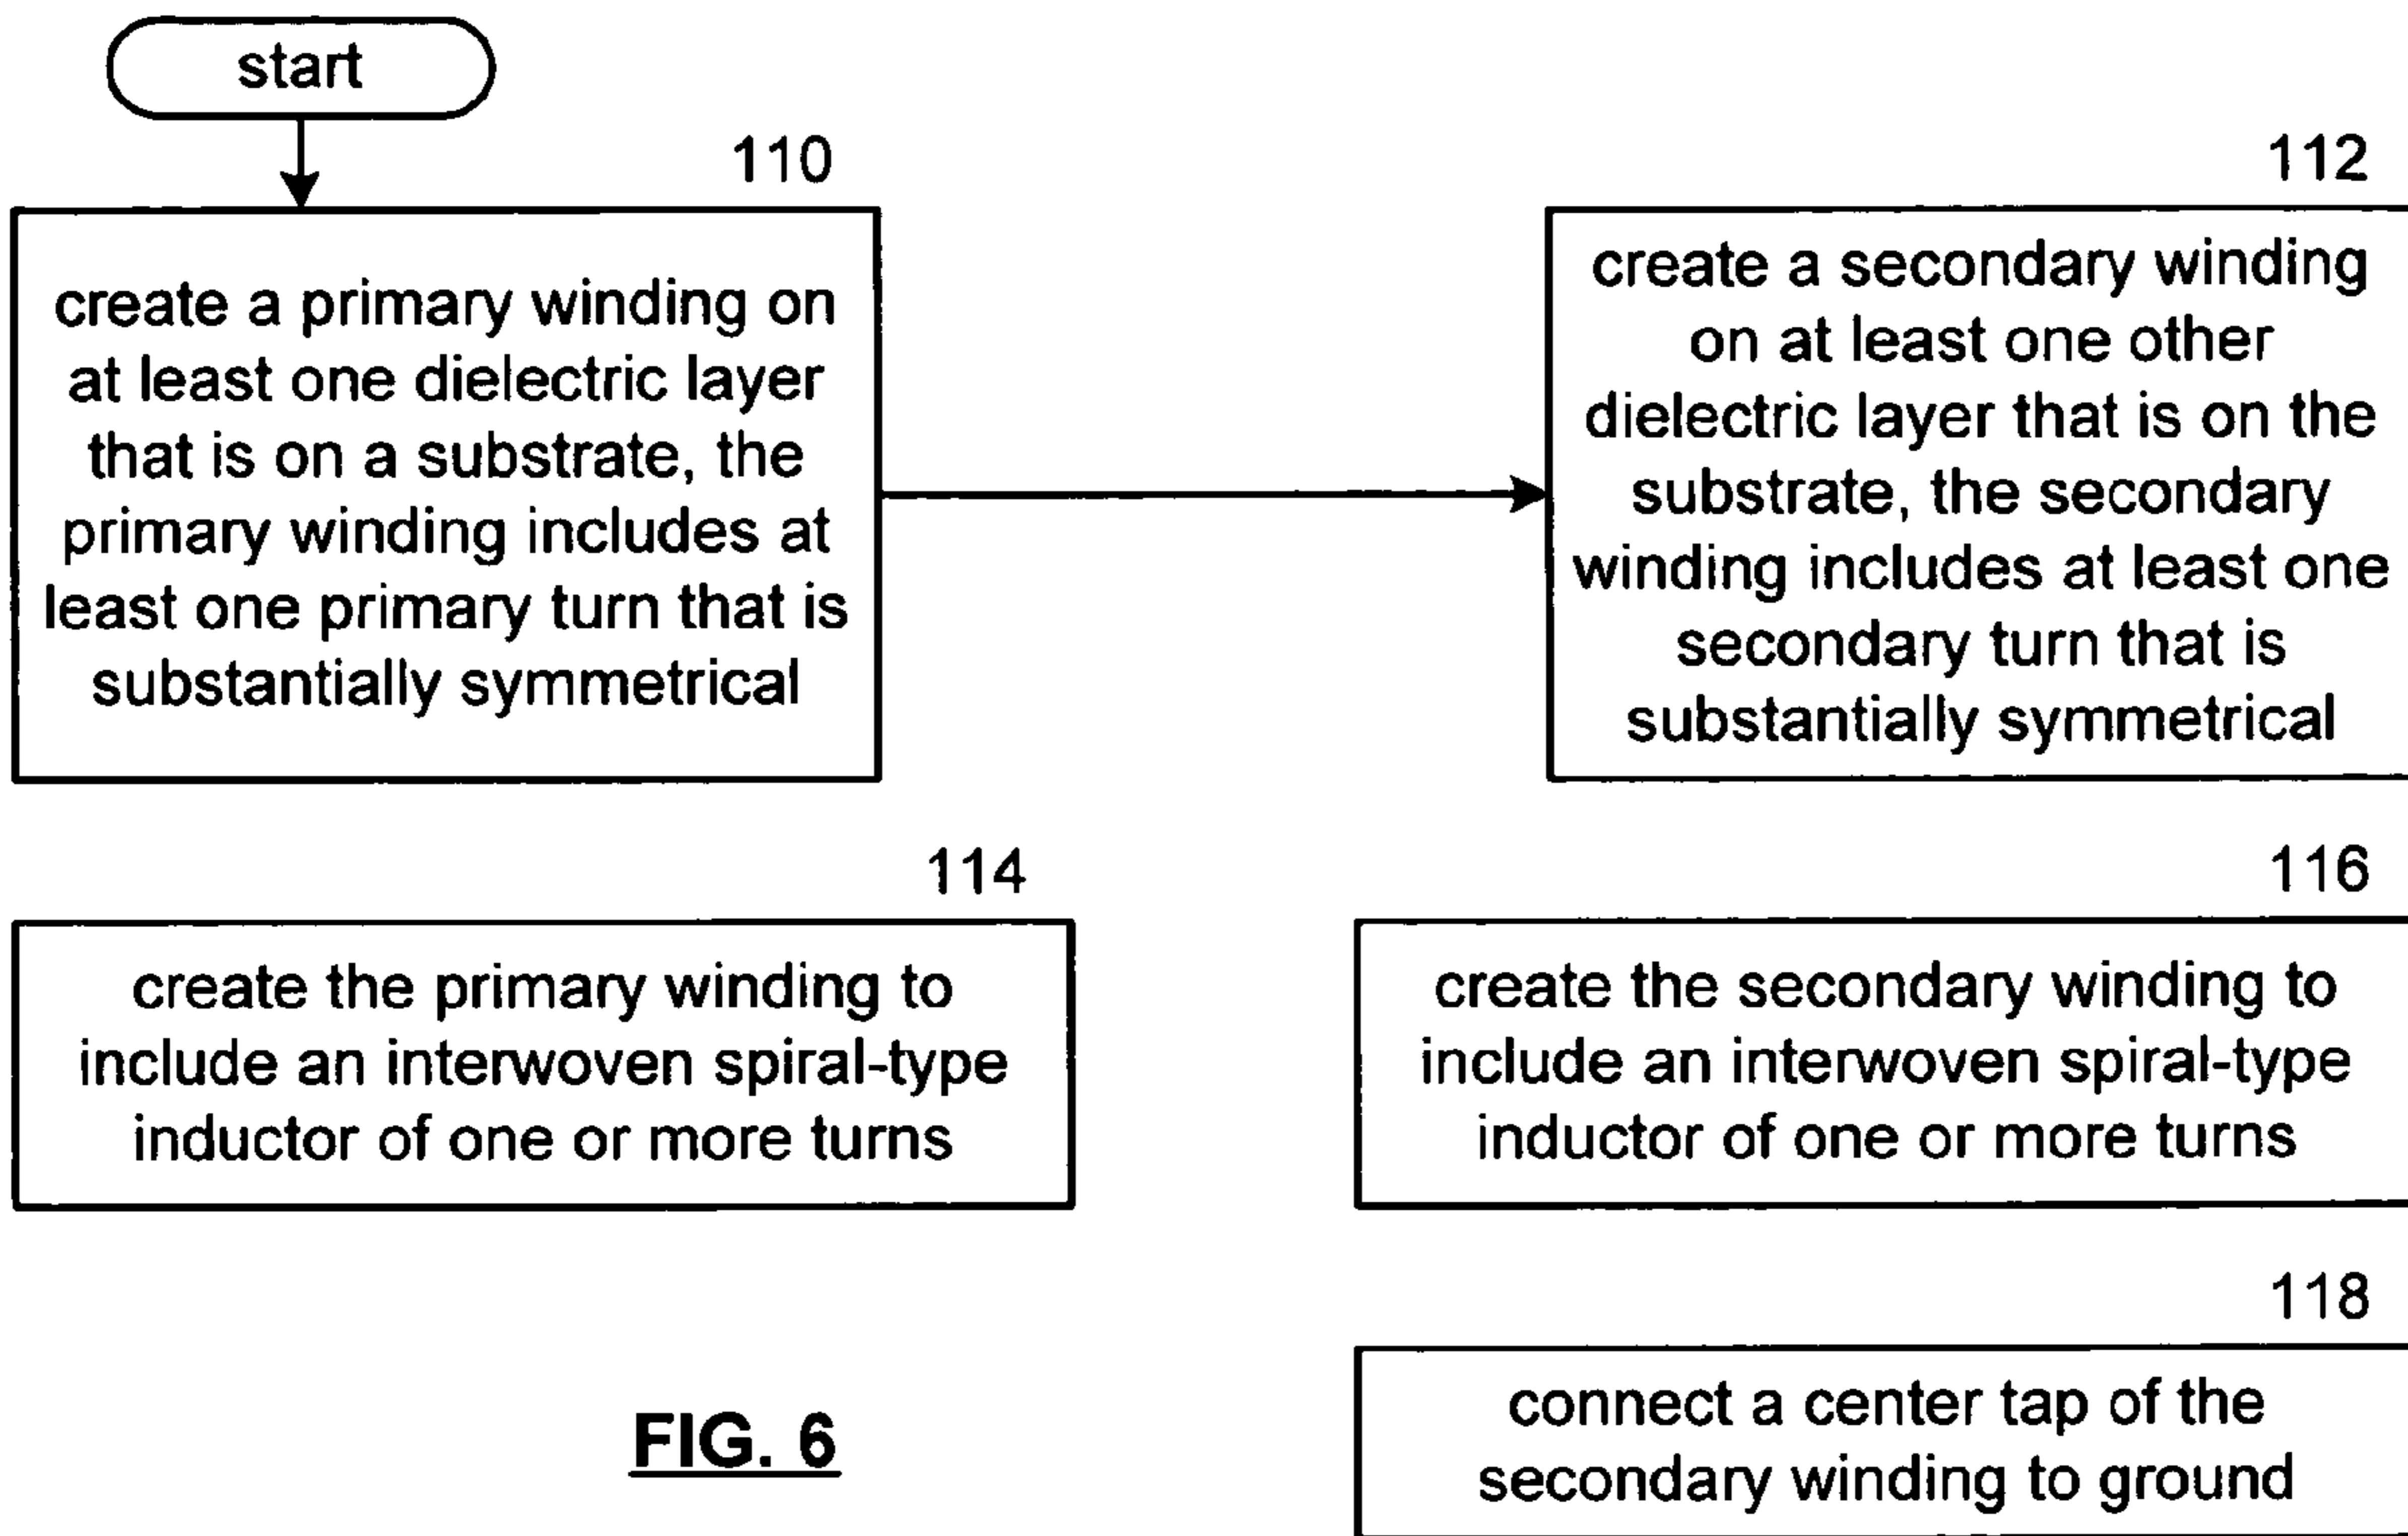 start
110
create a primary winding on
at least one dielectric layer
that is on a substrate, the
primary winding includes at
least one primary turn that is
substantially symmetrical
112
create a secondary winding
on at least one other
dielectric layer that is on the
substrate, the secondary
winding includes at least one
secondary turn that is
substantially symmetrical
114
create the primary winding to
include an interwoven spiral-type
inductor of one or more turns
116
create the secondary winding to
include an interwoven spiral-type
inductor of one or more turns
118
connect a center tap of the
secondary winding to ground
FIG. 6